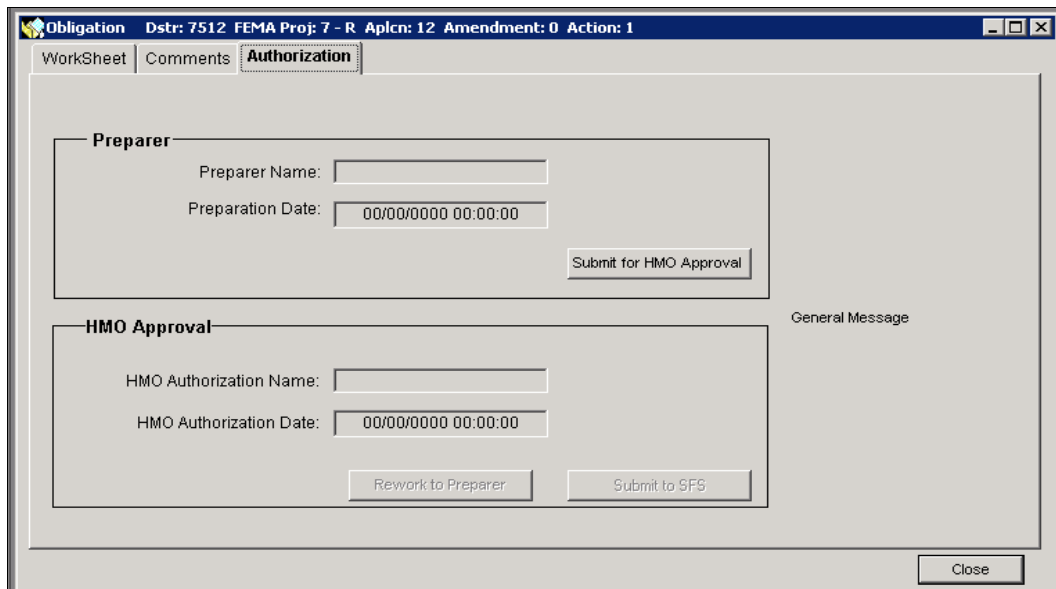 Obligation Dstr: 7512 FEMA Proj: 7 - R Aplcn: 12 Amendment: 0 Action: 1
WorkSheet Comments Authorization
Preparer
Preparer Name:
Preparation Date: 00/00/0000 00:00:00
Submit for HMO Approval
General Message
HMO Approval
HMO Authorization Name:
HMO Authorization Date: 00/00/0000 00:00:00
Rework to Preparer Submit to SFS
Close